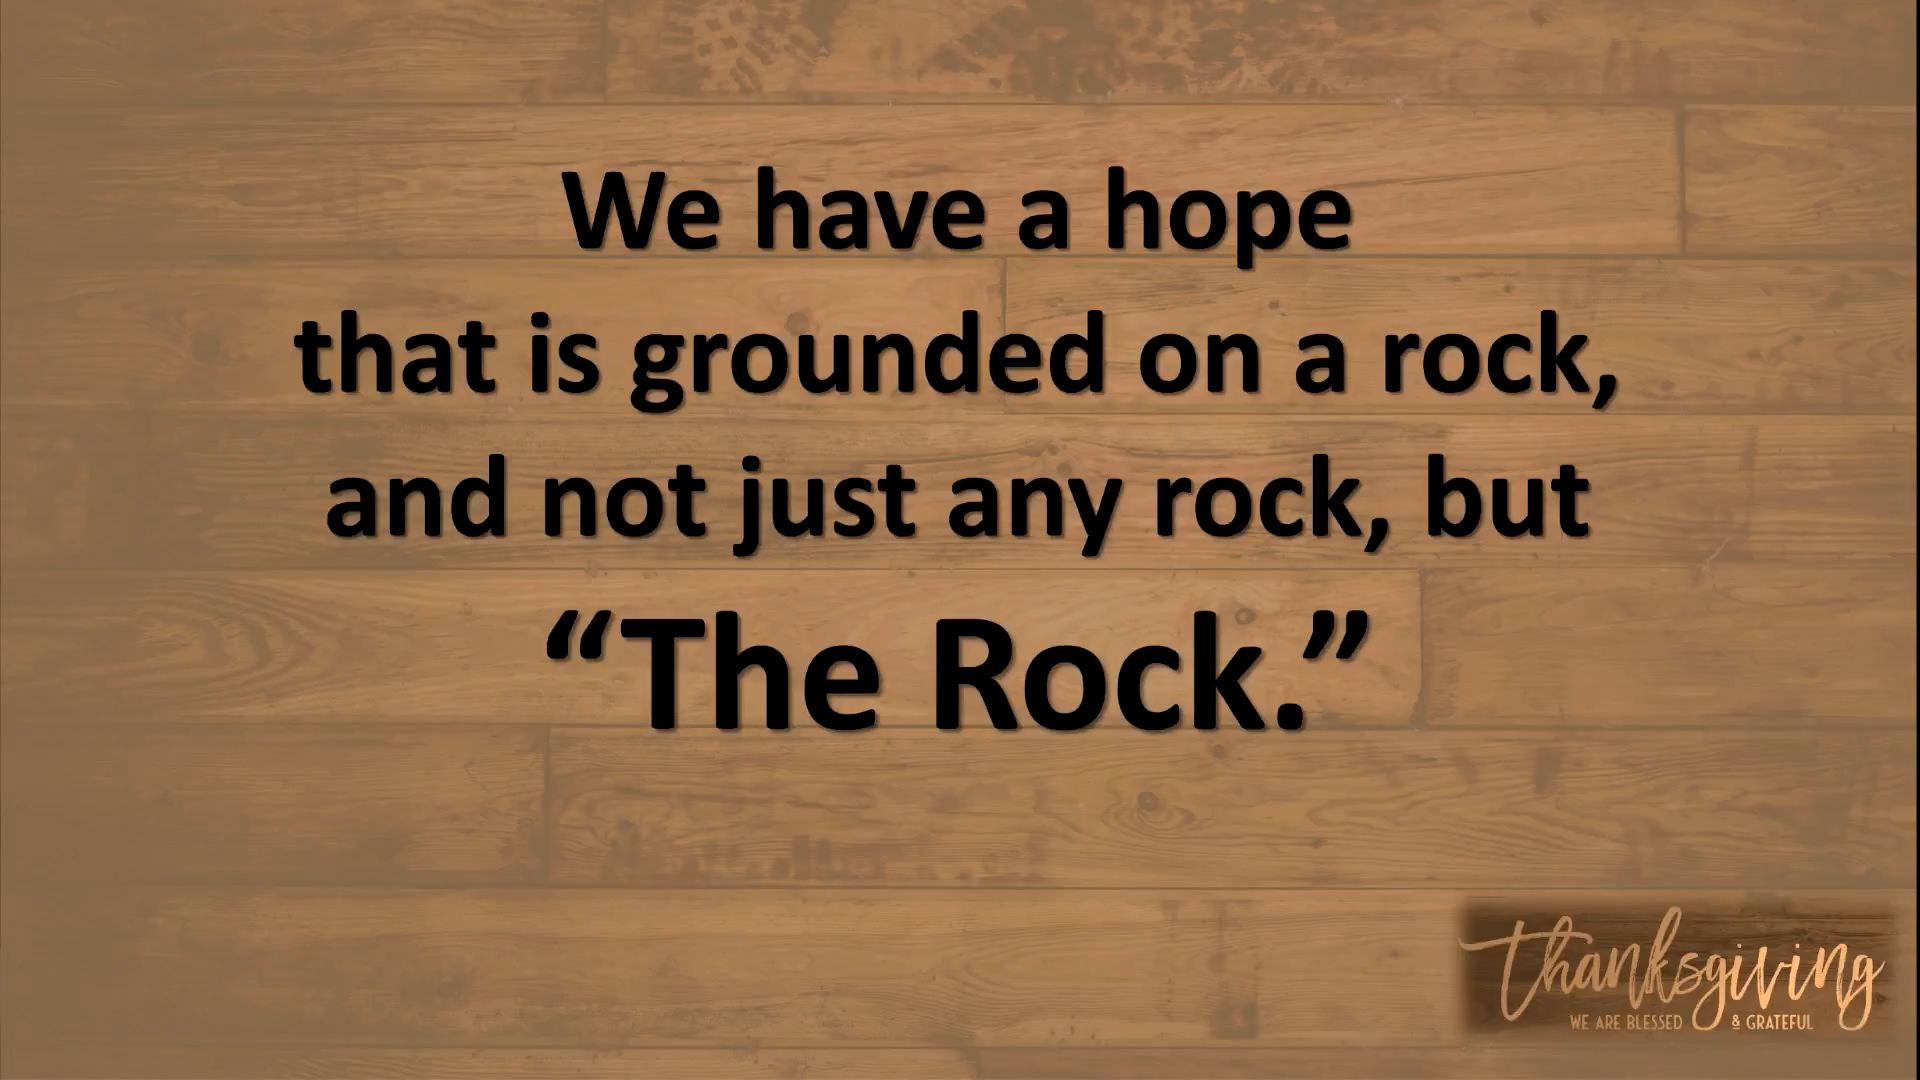 We have a hope
that is grounded on a rock,
and not just any rock, but
“The Rock.”
thanksgiving
WE ARE BLESSED & GRATEFUL